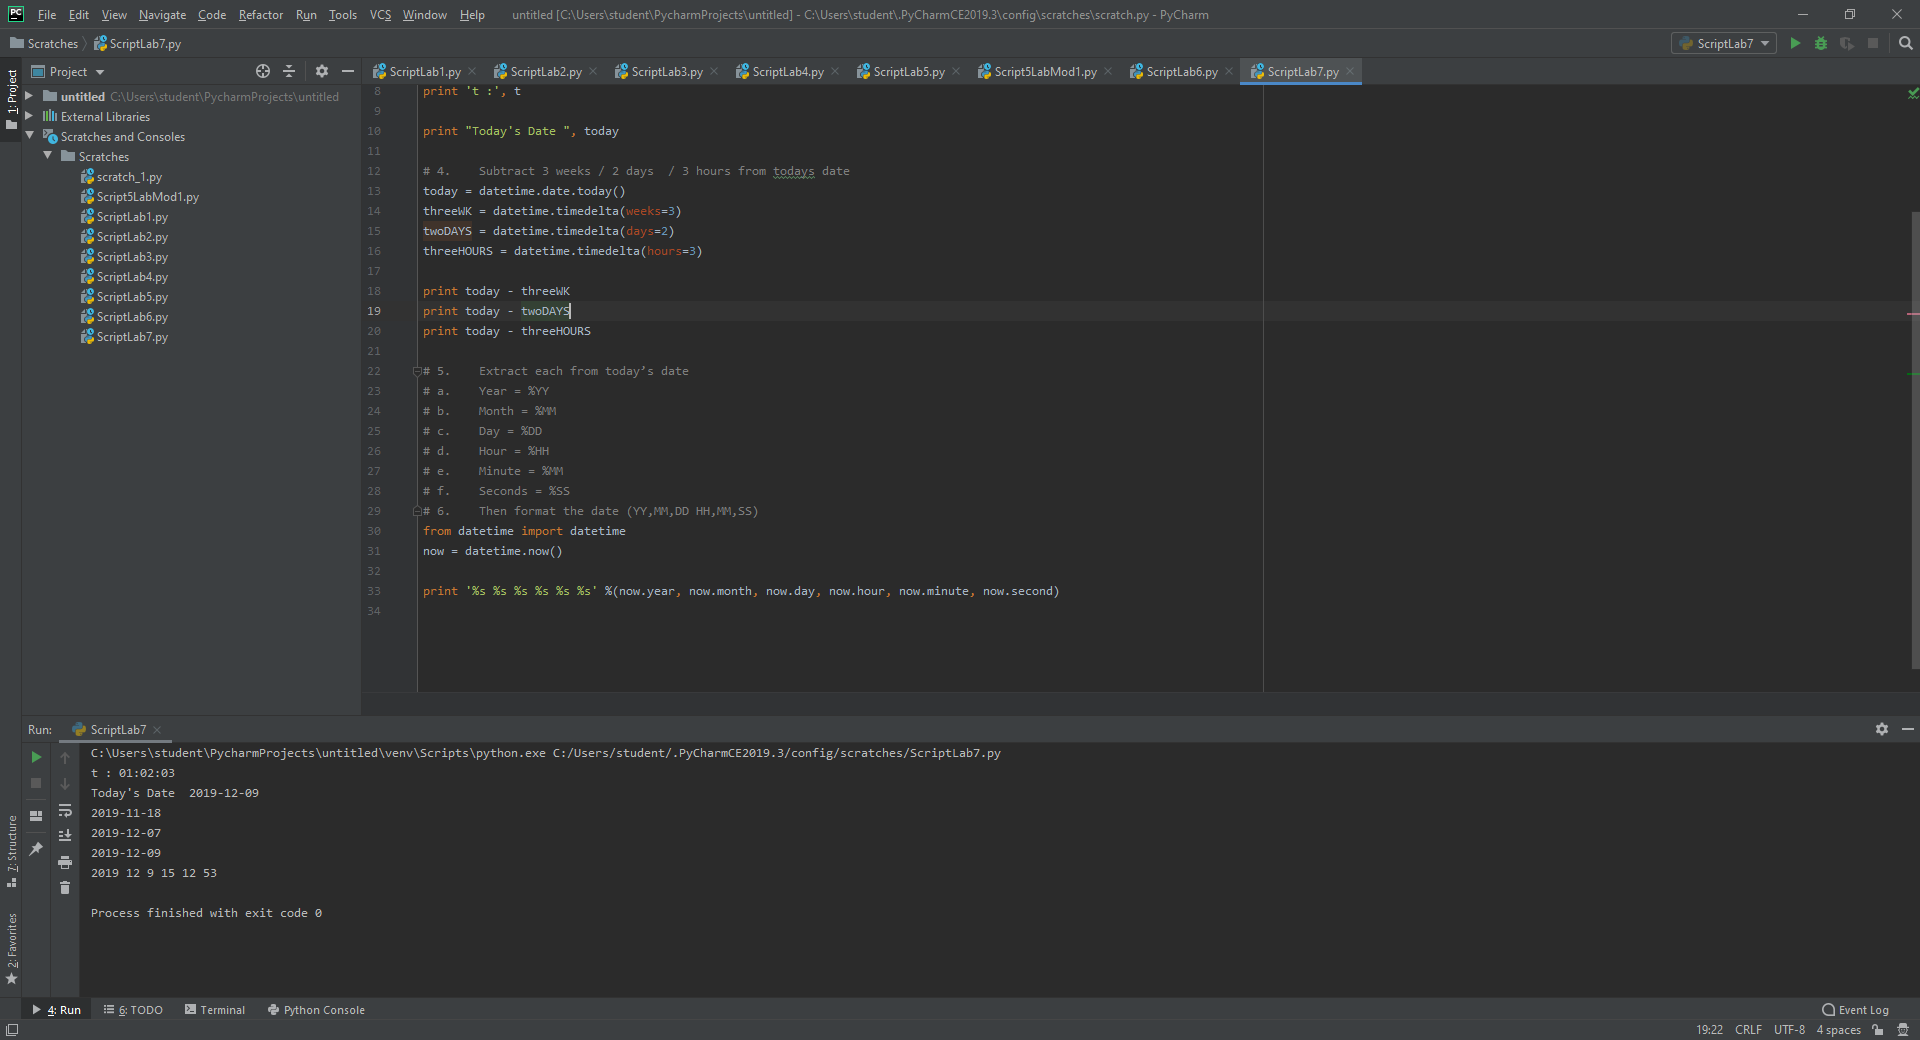 PC File Edit View Navigate Code Refactor Run Tools VCS Window Help untitled [C:\Users\student\PycharmProjects\untitled] - C:\Users\student\.PyCharmCE2019.3\config\scratches\scratch.py - PyCharm
Scratches ScriptLab7.py ScriptLab7
Project ScriptLab1.py ScriptLab2.py ScriptLab3.py ScriptLab4.py ScriptLab5.py Script5LabMod1.py ScriptLab6.py ScriptLab7.py
1: Project
untitled C:\Users\student\PycharmProjects\untitled
External Libraries
Scratches and Consoles
Scratches
scratch_1.py
Script5LabMod1.py
ScriptLab1.py
ScriptLab2.py
ScriptLab3.py
ScriptLab4.py
ScriptLab5.py
ScriptLab6.py
ScriptLab7.py
8 print 't :', t
9
10 print "Today's Date ", today
11
12 # 4. Subtract 3 weeks / 2 days  / 3 hours from todays date
13 today = datetime.date.today()
14 threeWK = datetime.timedelta(weeks=3)
15 twoDAYS = datetime.timedelta(days=2)
16 threeHOURS = datetime.timedelta(hours=3)
17
18 print today - threeWK
19 print today - twoDAYS
20 print today - threeHOURS
21
22 # 5. Extract each from today’s date
23 # a. Year = %YY
24 # b. Month = %MM
25 # c. Day = %DD
26 # d. Hour = %HH
27 # e. Minute = %MM
28 # f. Seconds = %SS
29 # 6. Then format the date (YY,MM,DD HH,MM,SS)
30 from datetime import datetime
31 now = datetime.now()
32
33 print '%s %s %s %s %s %s' %(now.year, now.month, now.day, now.hour, now.minute, now.second)
34
Run: ScriptLab7
C:\Users\student\PycharmProjects\untitled\venv\Scripts\python.exe C:/Users/student/.PyCharmCE2019.3/config/scratches/ScriptLab7.py
t : 01:02:03
Today's Date  2019-12-09
2019-11-18
2019-12-07
2019-12-09
2019 12 9 15 12 53
Process finished with exit code 0
7: Structure
2: Favorites
4: Run 6: TODO Terminal Python Console Event Log
19:22 CRLF UTF-8 4 spaces